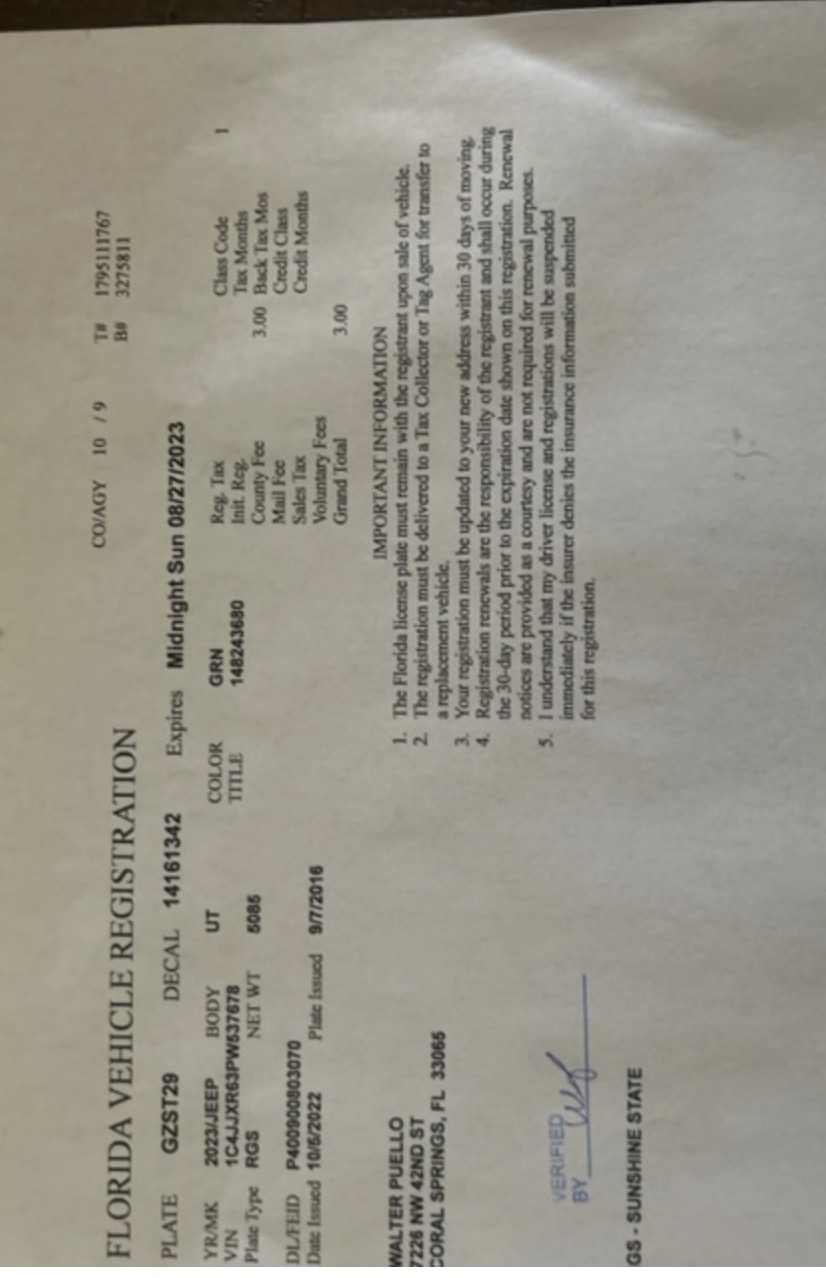 FLORIDA VEHICLE REGISTRATION CO/AGY 10 / 9 T# 1795111767
B# 3275811
PLATE GZST29 DECAL 14161342 Expires Midnight Sun 08/27/2023
YR/MK 2023/JEEP BODY UT COLOR GRN Reg. Tax Class Code 1
VIN 1C4JJXR63PW537678 TITLE 148243680 Init. Reg. Tax Months
Plate Type RGS NET WT 5085 County Fee 3.00 Back Tax Mos
Mail Fee Credit Class
DL/FEID P400900803070 Sales Tax Credit Months
Date Issued 10/5/2022 Plate Issued 9/7/2016 Voluntary Fees
Grand Total 3.00
IMPORTANT INFORMATION
WALTER PUELLO
7226 NW 42ND ST
CORAL SPRINGS, FL 33065
1. The Florida license plate must remain with the registrant upon sale of vehicle.
2. The registration must be delivered to a Tax Collector or Tag Agent for transfer to
a replacement vehicle.
3. Your registration must be updated to your new address within 30 days of moving.
4. Registration renewals are the responsibility of the registrant and shall occur during
the 30-day period prior to the expiration date shown on this registration. Renewal
notices are provided as a courtesy and are not required for renewal purposes.
5. I understand that my driver license and registrations will be suspended
immediately if the insurer denies the insurance information submitted
for this registration.
VERIFIED
BY
GS - SUNSHINE STATE